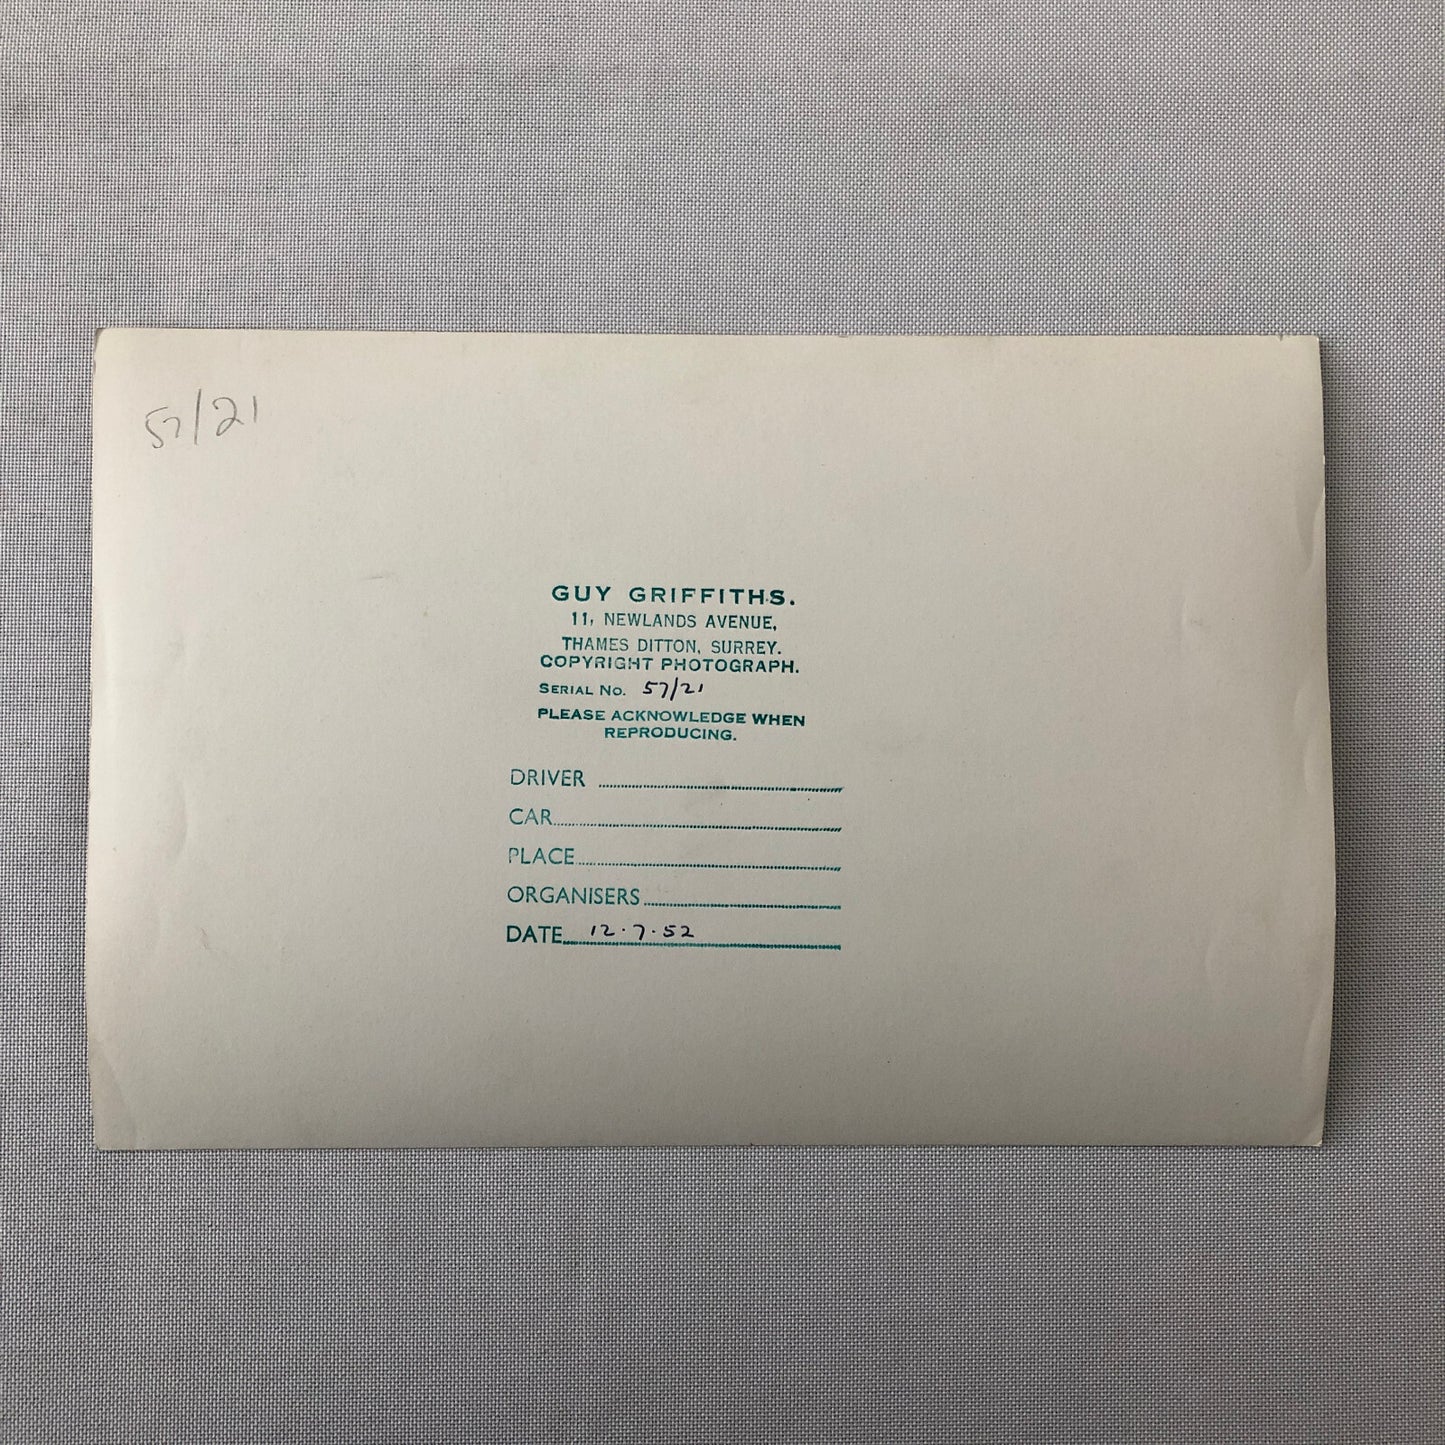 57/21
GUY GRIFFITHS.
11, NEWLANDS AVENUE,
THAMES DITTON, SURREY.
COPYRIGHT PHOTOGRAPH.
SERIAL NO. 57/21
PLEASE ACKNOWLEDGE WHEN
REPRODUCING.
DRIVER
CAR
PLACE
ORGANISERS
DATE 12·7·52